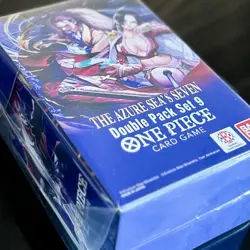 THE AZURE SEA'S SEVEN
Double Pack Set 9
ONE PIECE
CARD GAME